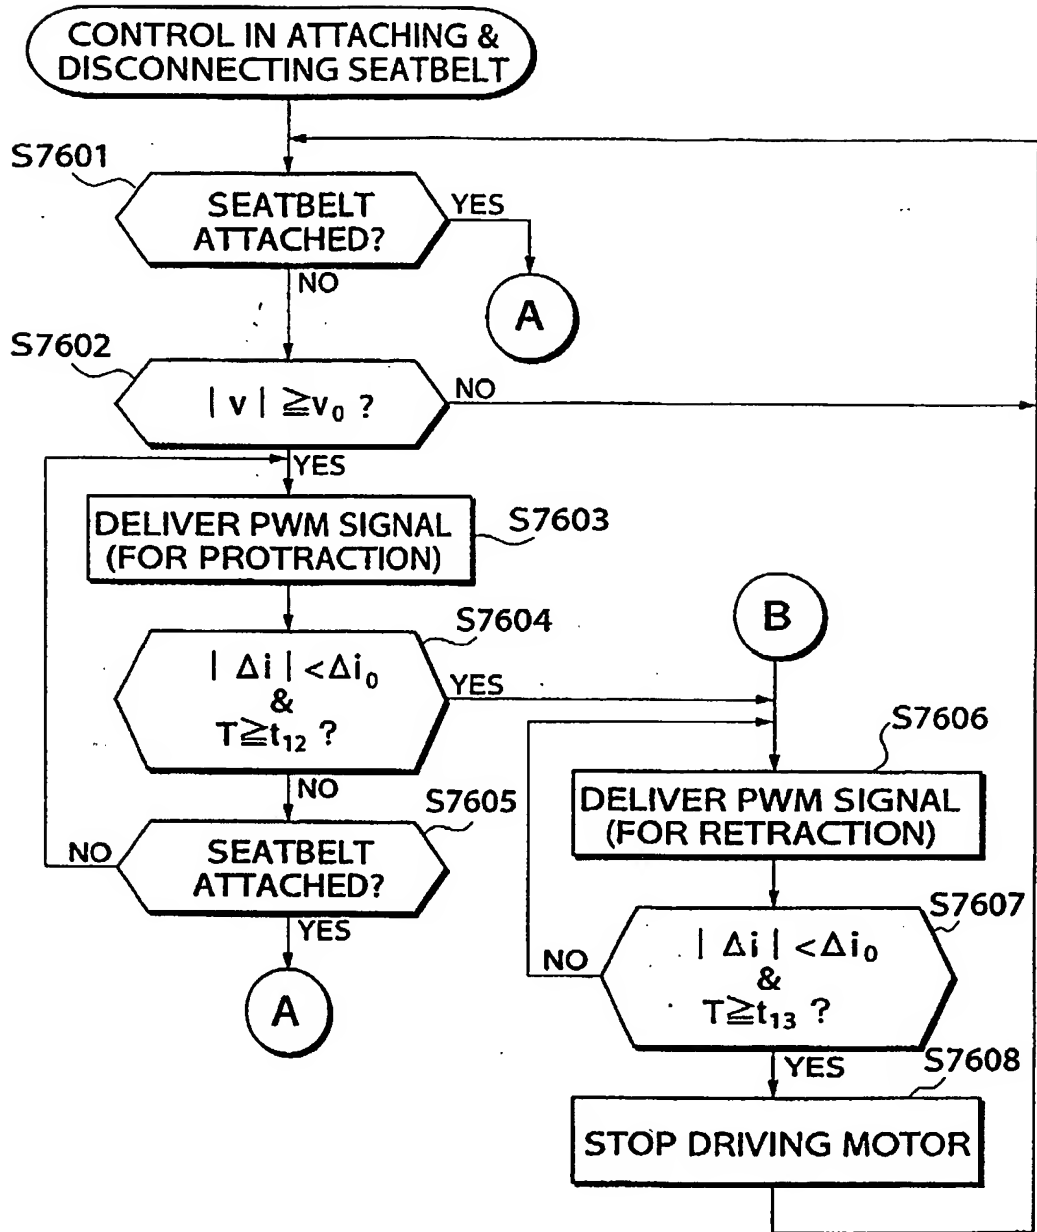 CONTROL IN ATTACHING &
DISCONNECTING SEATBELT
S7601
SEATBELT
ATTACHED?
YES
NO
A
S7602
| v | ≧v₀ ?
NO
YES
DELIVER PWM SIGNAL
(FOR PROTRACTION)
S7603
B
S7604
| Δi | <Δi₀
&
T≧t₁₂ ?
YES
NO
S7605
SEATBELT
ATTACHED?
NO
YES
A
S7606
DELIVER PWM SIGNAL
(FOR RETRACTION)
S7607
| Δi | <Δi₀
&
T≧t₁₃ ?
NO
YES
S7608
STOP DRIVING MOTOR